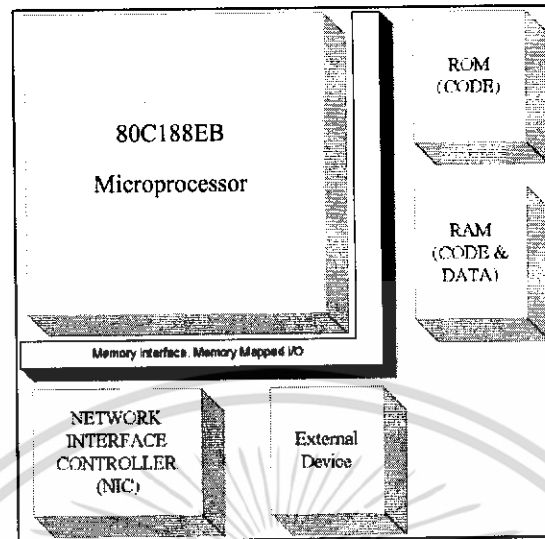 80C188EB
Microprocessor
ROM
(CODE)
RAM
(CODE &
DATA)
Memory Interface, Memory Mapped I/O
NETWORK
INTERFACE
CONTROLLER
(NIC)
External
Device